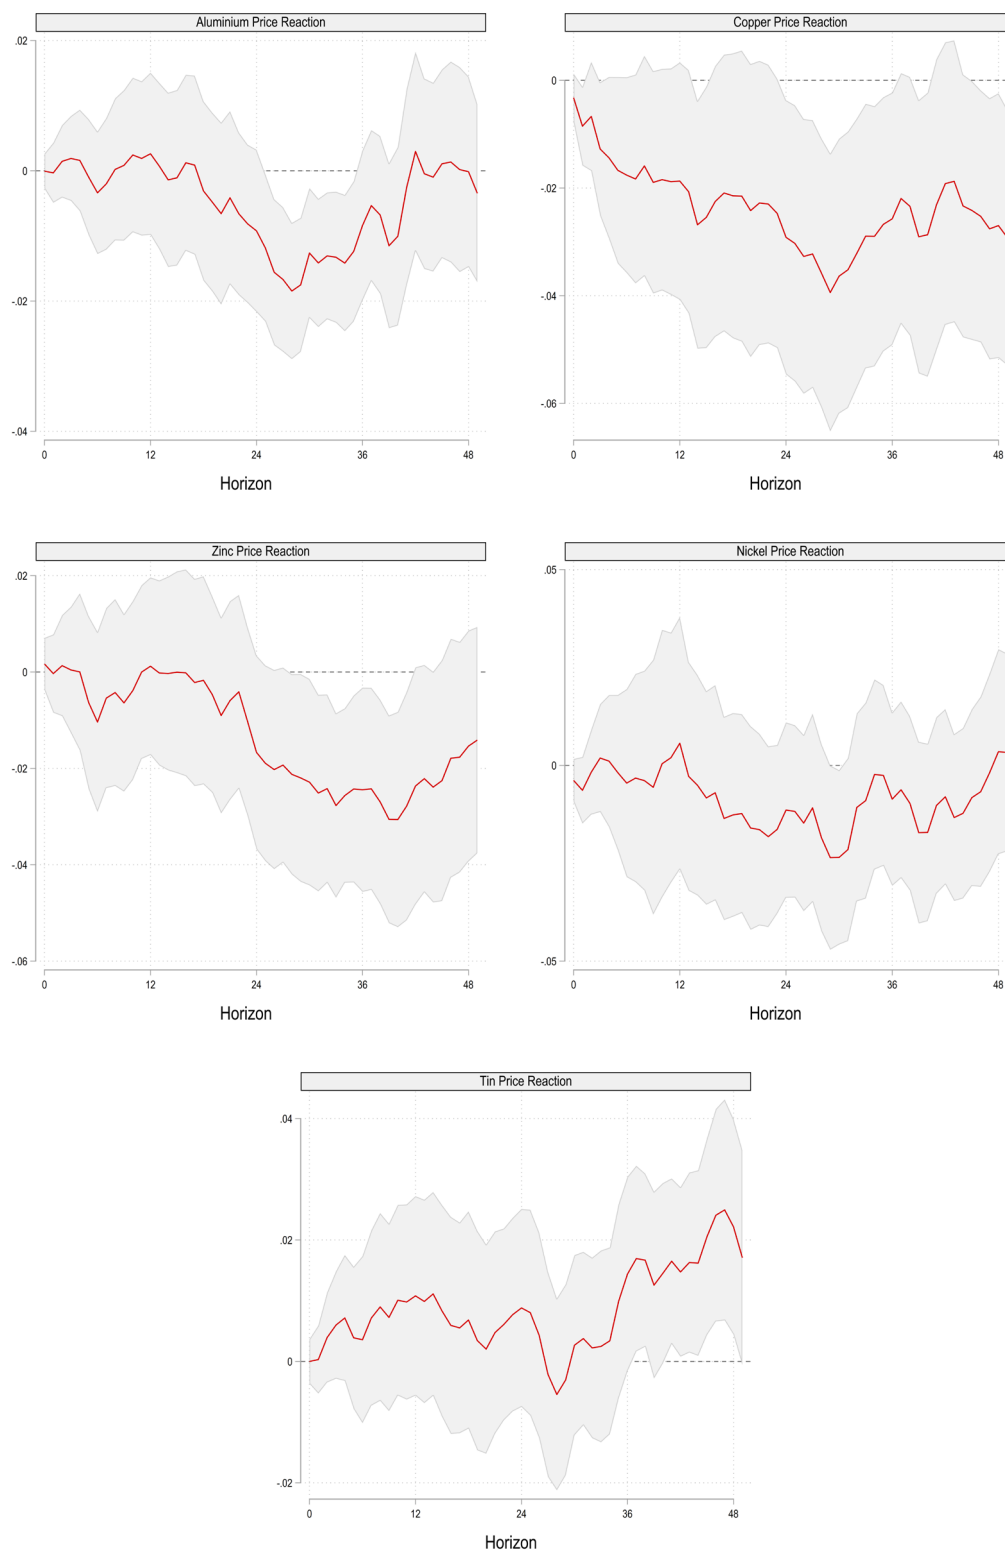 Aluminium Price Reaction
.02
0
-.02
-.04
0 12 24 36 48
Horizon
Copper Price Reaction
0
-.02
-.04
-.06
0 12 24 36 48
Horizon
Zinc Price Reaction
.02
0
-.02
-.04
-.06
0 12 24 36 48
Horizon
Nickel Price Reaction
.05
0
-.05
0 12 24 36 48
Horizon
Tin Price Reaction
.04
.02
0
-.02
0 12 24 36 48
Horizon